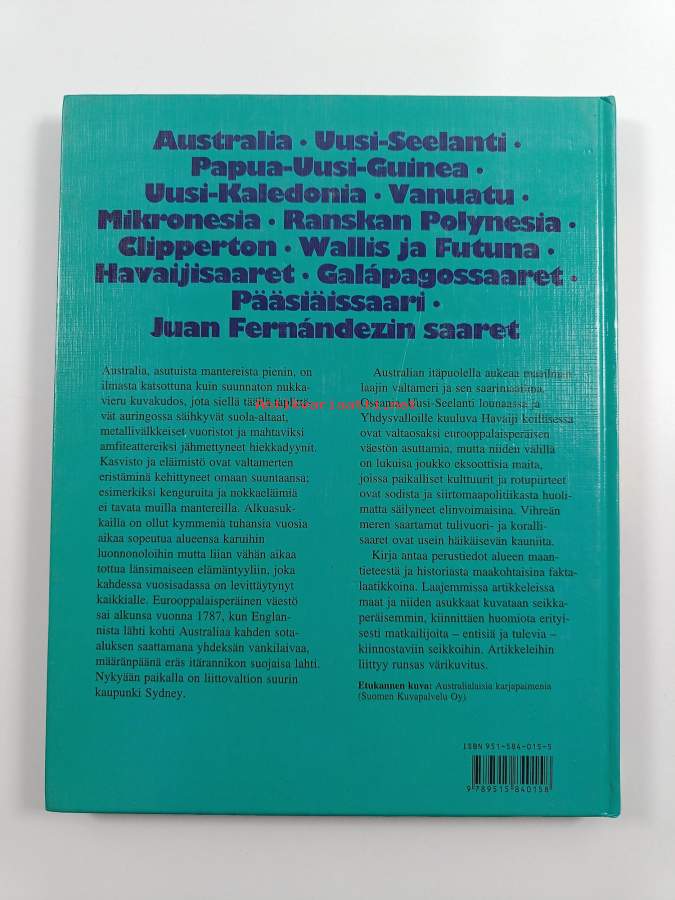 Australia · Uusi-Seelanti ·
Papua-Uusi-Guinea ·
Uusi-Kaledonia · Vanuatu ·
Mikronesia · Ranskan Polynesia ·
Clipperton · Wallis ja Futuna ·
Havaijisaaret · Galápagossaaret ·
Pääsiäissaari ·
Juan Fernándezin saaret
Australia, asutuista mantereista pienin, on
ilmasta katsottuna kuin suunnaton nukka-
vieru kuvakudos, jota siellä täällä täplittä-
vät auringossa säihkyvät suola-altaat,
metallivälkkeiset vuoristot ja mahtaviksi
amfiteattereiksi jähmettyneet hiekkadyynit.
Kasvisto ja eläimistö ovat valtamerten
eristäminä kehittyneet omaan suuntaansa;
esimerkiksi kenguruita ja nokkaeläimiä
ei tavata muilla mantereilla. Alkuasuk-
kailla on ollut kymmeniä tuhansia vuosia
aikaa sopeutua alueensa karuihin
luonnonoloihin mutta liian vähän aikaa
tottua länsimaiseen elämäntyyliin, joka
kahdessa vuosisadassa on levittäytynyt
kaikkialle. Eurooppalaisperäinen väestö
sai alkunsa vuonna 1787, kun Englan-
nista lähti kohti Australiaa kahden sota-
aluksen saattamana yhdeksän vankilaivaa,
määränpäänä eräs itärannikon suojaisa lahti.
Nykyään paikalla on liittovaltion suurin
kaupunki Sydney.
Australian itäpuolella aukeaa maailman
laajin valtameri ja sen saarimaailma,
Oseania. Uusi-Seelanti lounaassa ja
Yhdysvalloille kuuluva Havaiji koillisessa
ovat valtaosaksi eurooppalaisperäisen
väestön asuttamia, mutta niiden välillä
on lukuisa joukko eksoottisia maita,
joissa paikalliset kulttuurit ja rotupiirteet
ovat sodista ja siirtomaapolitiikasta huoli-
matta säilyneet elinvoimaisina. Vihreän
meren saartamat tulivuori- ja koralli-
saaret ovat usein häikäisevän kauniita.
Kirja antaa perustiedot alueen maan-
tieteestä ja historiasta maakohtaisina fakta-
laatikkoina. Laajemmissa artikkeleissa
maat ja niiden asukkaat kuvataan seikka-
peräisemmin, kiinnittäen huomiota erityi-
sesti matkailijoita – entisiä ja tulevia –
kiinnostaviin seikkoihin. Artikkeleihin
liittyy runsas värikuvitus.
Etukannen kuva: Australialaisia karjapaimenia
(Suomen Kuvapalvelu Oy)
ISBN 951-584-015-5
9 789515 840158